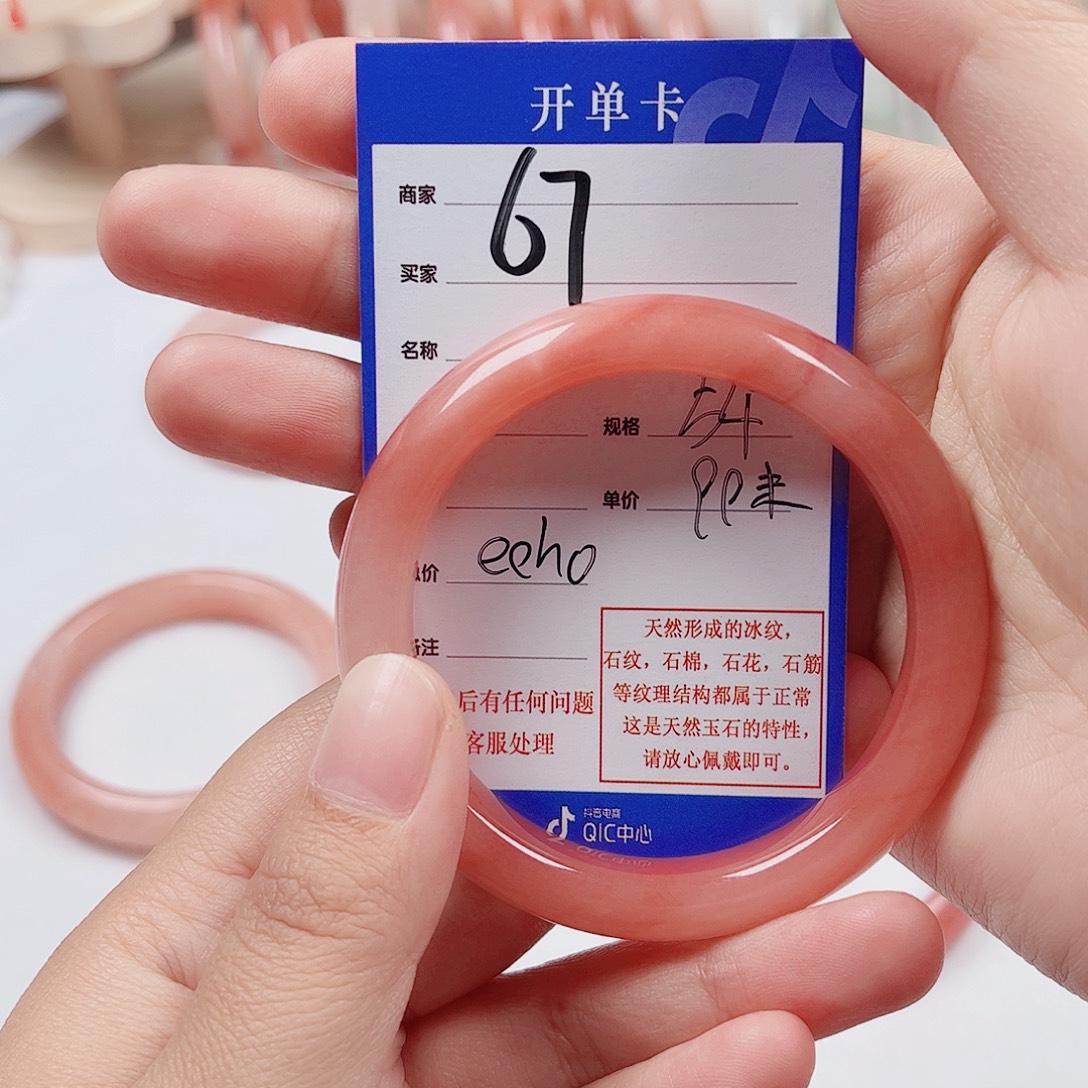 开单卡
商家 67
买家
名称
规格 54
单价 99
价 echo
注
后有任何问题
客服处理
天然形成的冰纹，
石纹，石棉，石花，石筋
等纹理结构都属于正常
这是天然玉石的特性，
请放心佩戴即可。
抖音电商
QIC中心